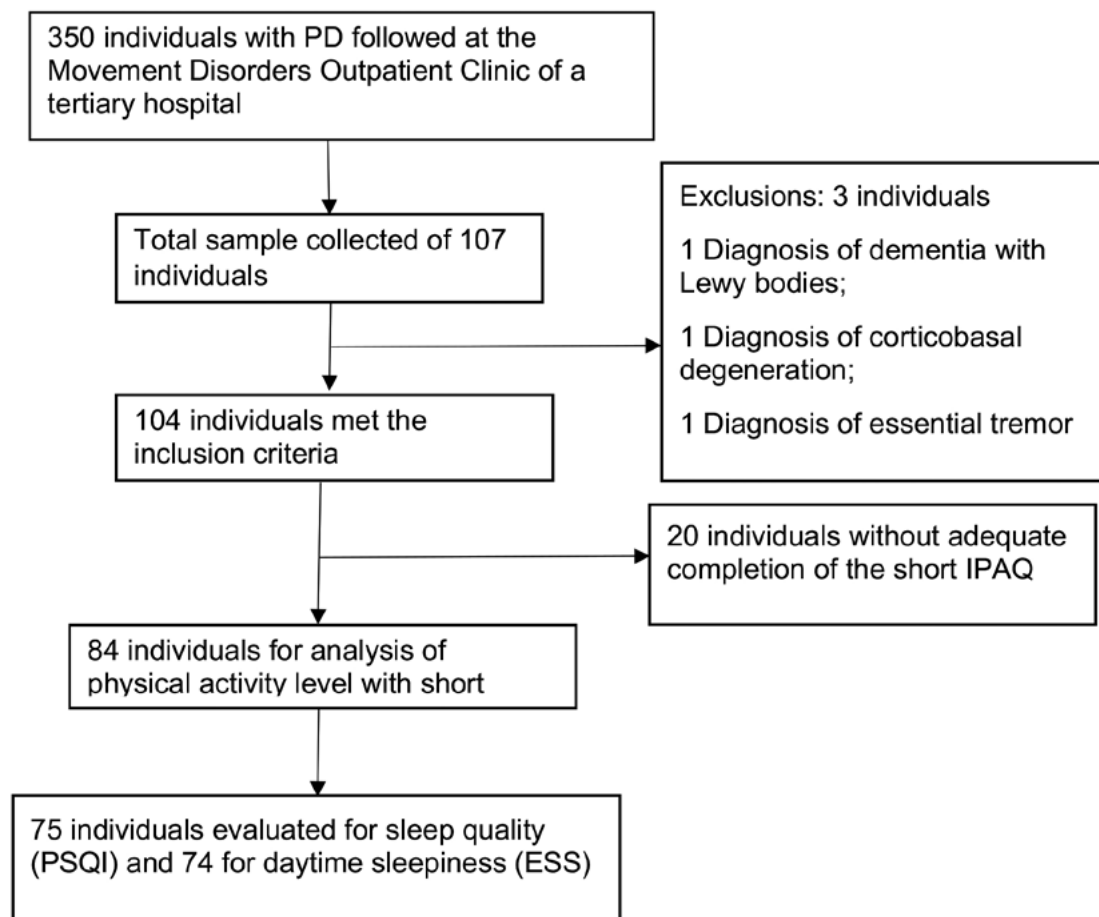 350 individuals with PD followed at the
Movement Disorders Outpatient Clinic of a
tertiary hospital
Total sample collected of 107
individuals
Exclusions: 3 individuals
1 Diagnosis of dementia with
Lewy bodies;
1 Diagnosis of corticobasal
degeneration;
1 Diagnosis of essential tremor
104 individuals met the
inclusion criteria
20 individuals without adequate
completion of the short IPAQ
84 individuals for analysis of
physical activity level with short
75 individuals evaluated for sleep quality
(PSQI) and 74 for daytime sleepiness (ESS)